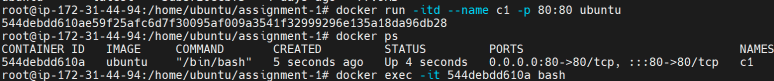 root@ip-172-31-44-94:/home/ubuntu/assignment-1# docker run -itd --name c1 -p 80:80 ubuntu
544debdd610ae59f25afc6d7f30095af009a3541f32999296e135a18da96db28
root@ip-172-31-44-94:/home/ubuntu/assignment-1# docker ps
CONTAINER ID   IMAGE     COMMAND       CREATED         STATUS         PORTS                               NAMES
544debdd610a   ubuntu    "/bin/bash"   5 seconds ago   Up 4 seconds   0.0.0.0:80->80/tcp, :::80->80/tcp   c1
root@ip-172-31-44-94:/home/ubuntu/assignment-1# docker exec -it 544debdd610a bash